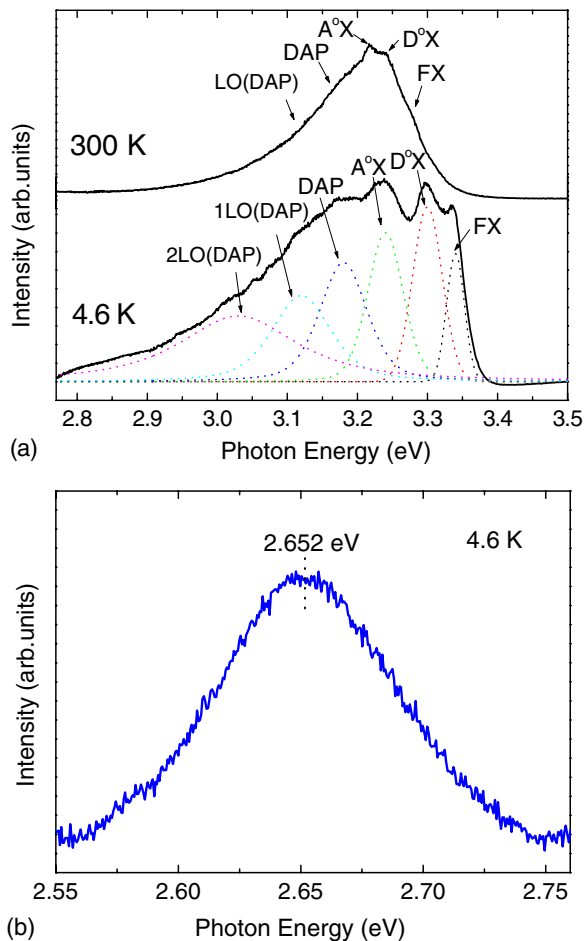 A°X
D°X
DAP
FX
LO(DAP)
300 K
A°X
D°X
DAP
1LO(DAP)
FX
2LO(DAP)
4.6 K
Intensity (arb.units)
2.8 2.9 3.0 3.1 3.2 3.3 3.4 3.5
(a)
Photon Energy (eV)
2.652 eV
4.6 K
Intensity (arb.units)
2.55 2.60 2.65 2.70 2.75
(b)
Photon Energy (eV)